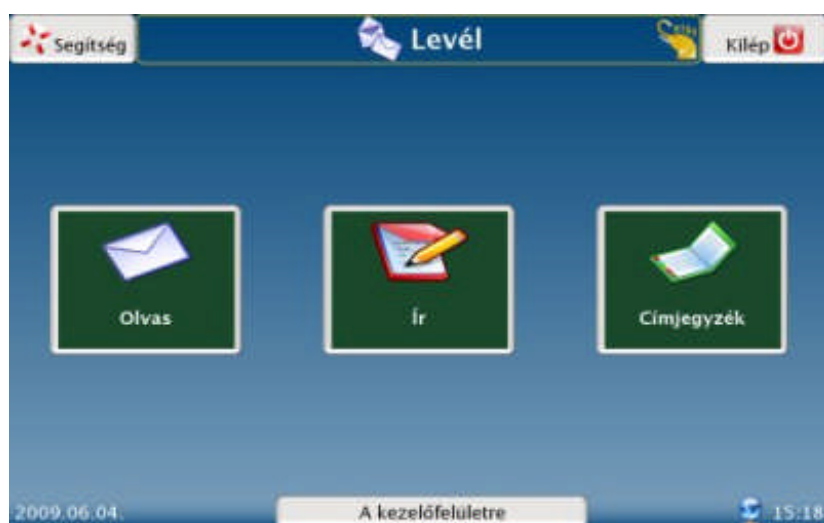 Segítség
Levél
Kilép
Olvas
Ír
Címjegyzék
2009.06.04.
A kezelőfelületre
15:18